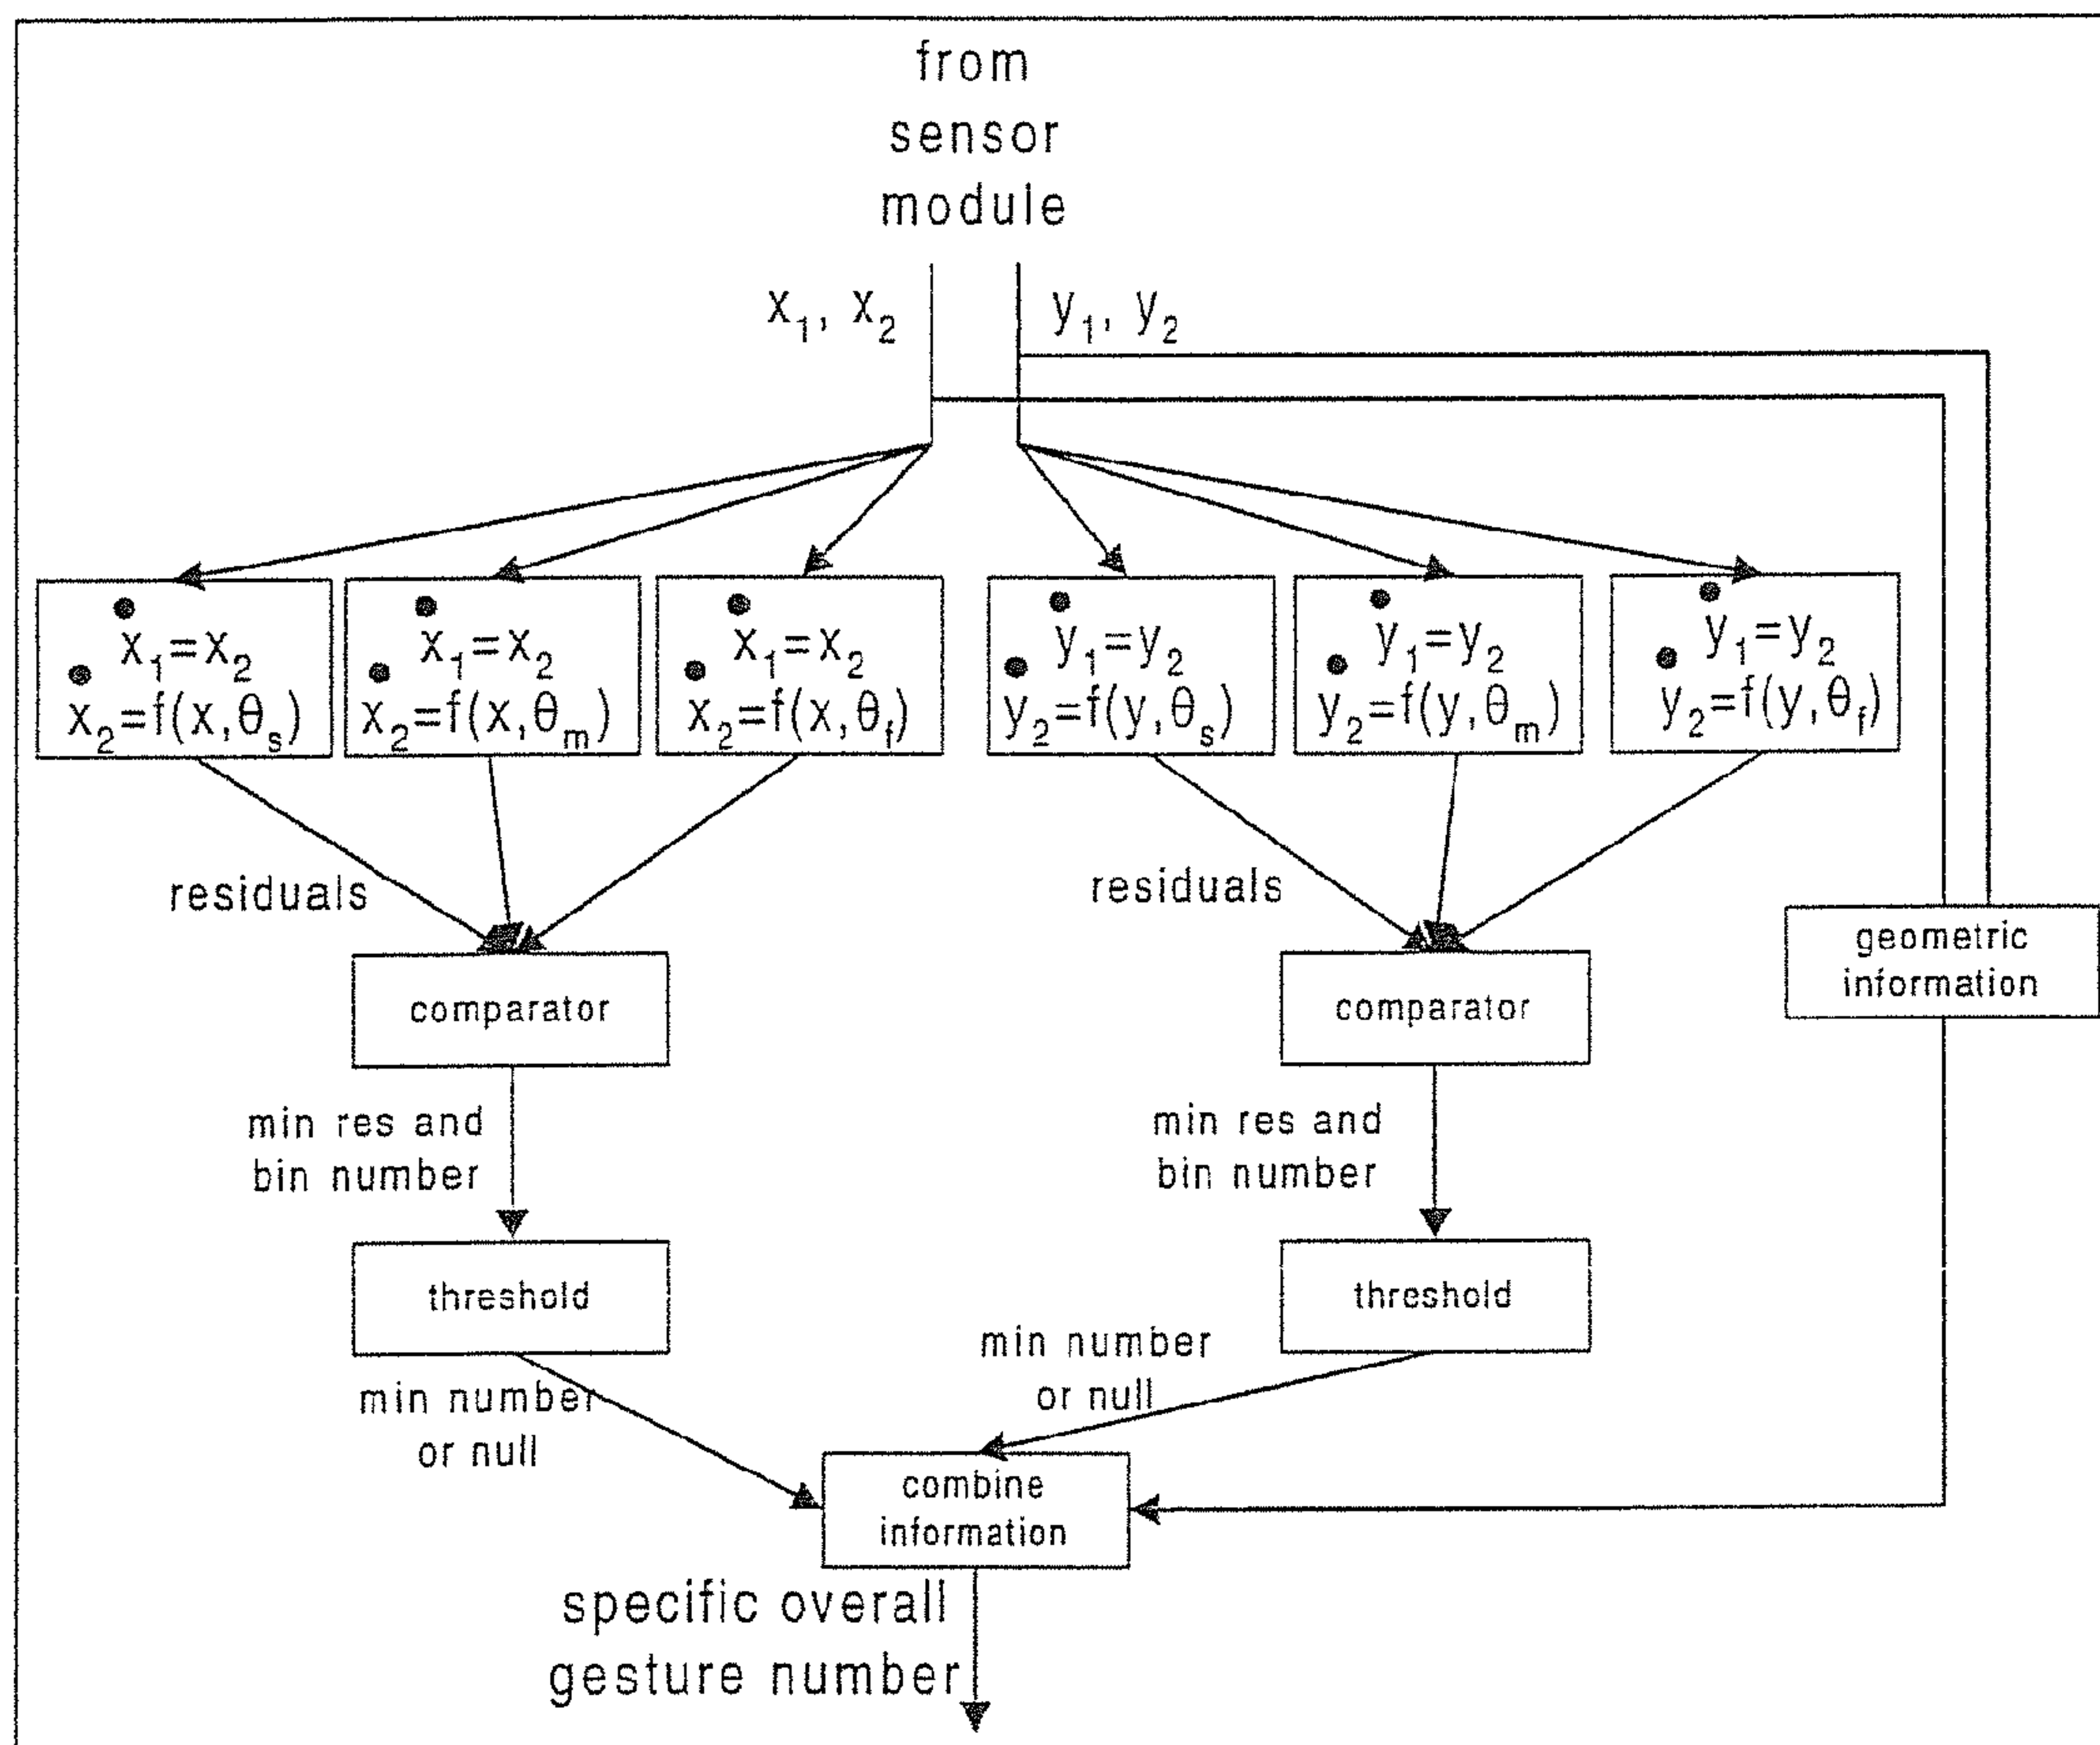 from
sensor
module
x₁, x₂
y₁, y₂
ẋ₁=x₂
ẋ₂=f(x,θₛ)
ẋ₁=x₂
ẋ₂=f(x,θₘ)
ẋ₁=x₂
ẋ₂=f(x,θ_f)
ẏ₁=y₂
ẏ₂=f(y,θₛ)
ẏ₁=y₂
ẏ₂=f(y,θₘ)
ẏ₁=y₂
ẏ₂=f(y,θ_f)
residuals
residuals
geometric
information
comparator
comparator
min res and
bin number
min res and
bin number
threshold
threshold
min number
or null
min number
or null
combine
information
specific overall
gesture number